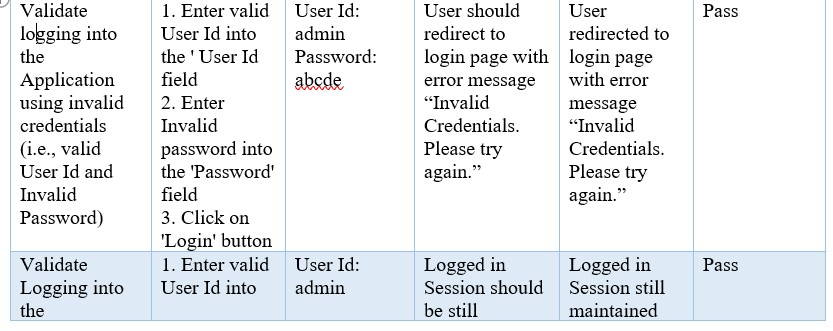 Validate
logging into
the
Application
using invalid
credentials
(i.e., valid
User Id and
Invalid
Password)
1. Enter valid
User Id into
the ' User Id
field
2. Enter
Invalid
password into
the 'Password'
field
3. Click on
'Login' button
User Id:
admin
Password:
abcde
User should
redirect to
login page with
error message
“Invalid
Credentials.
Please try
again.”
User
redirected to
login page
with error
message
“Invalid
Credentials.
Please try
again.”
Pass
Validate
Logging into
the
1. Enter valid
User Id into
User Id:
admin
Logged in
Session should
be still
Logged in
Session still
maintained
Pass